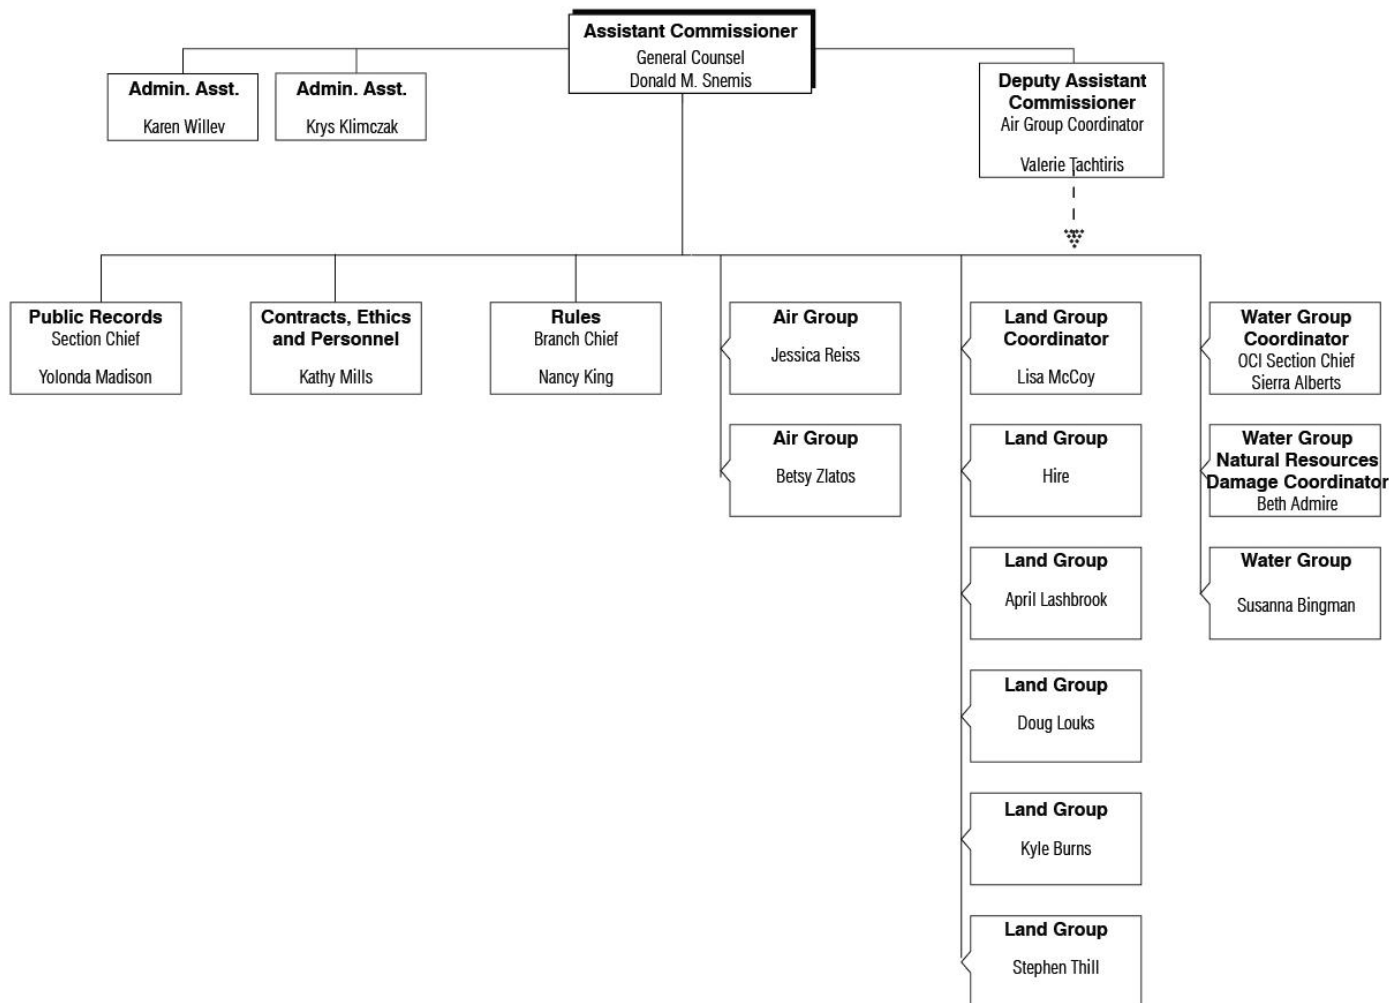 Assistant Commissioner
General Counsel
Donald M. Snemis
Admin. Asst.
Karen Willev
Admin. Asst.
Krys Klimczak
Deputy Assistant
Commissioner
Air Group Coordinator
Valerie Tachtiris
Public Records
Section Chief
Yolonda Madison
Contracts, Ethics
and Personnel
Kathy Mills
Rules
Branch Chief
Nancy King
Air Group
Jessica Reiss
Air Group
Betsy Zlatos
Land Group
Coordinator
Lisa McCoy
Land Group
Hire
Land Group
April Lashbrook
Land Group
Doug Louks
Land Group
Kyle Burns
Land Group
Stephen Thill
Water Group
Coordinator
OCI Section Chief
Sierra Alberts
Water Group
Natural Resources
Damage Coordinator
Beth Admire
Water Group
Susanna Bingman